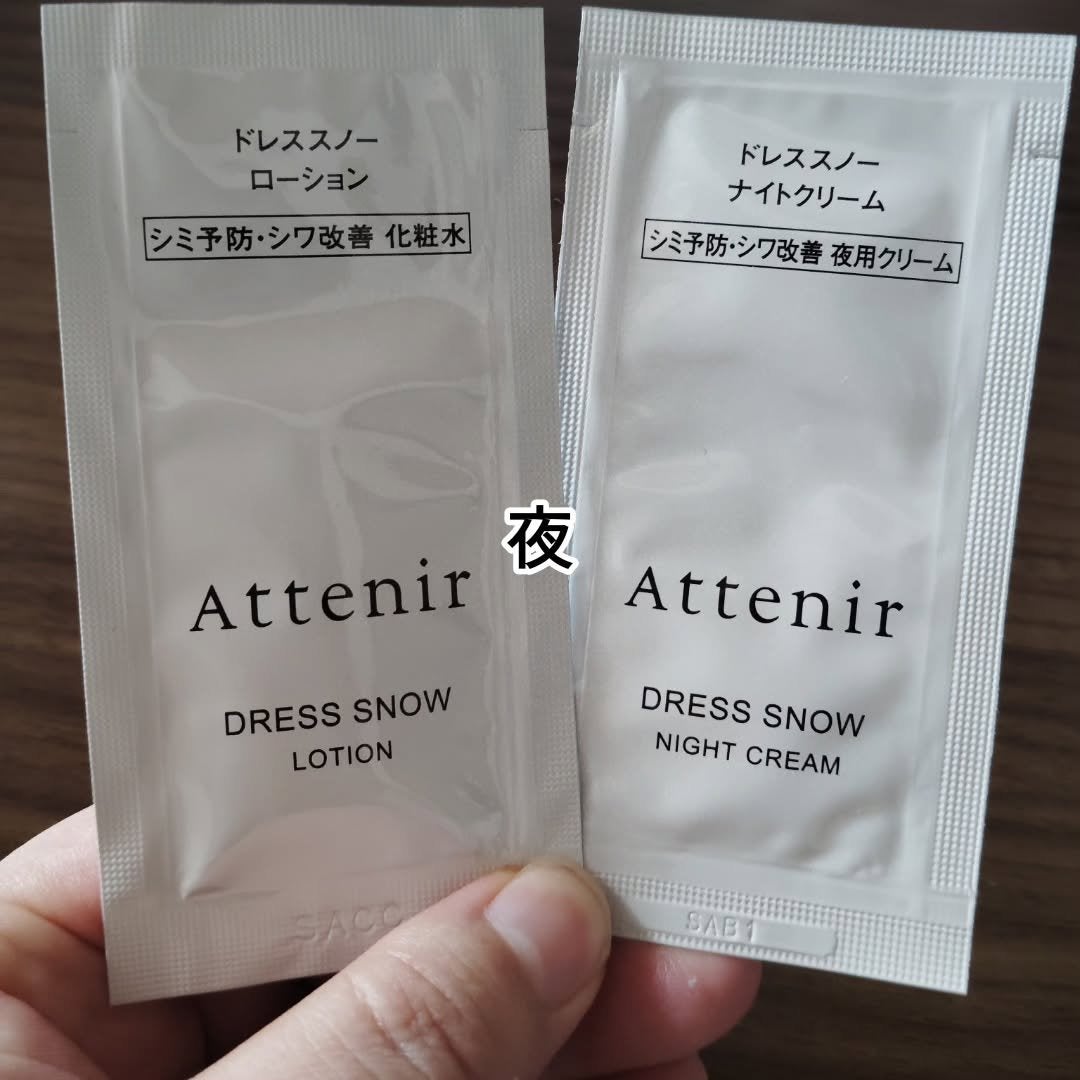 ドレススノー
ローション
シミ予防・シワ改善 化粧水
Attenir
DRESS SNOW
LOTION
SACC
夜
ドレススノー
ナイトクリーム
シミ予防・シワ改善 夜用クリーム
Attenir
DRESS SNOW
NIGHT CREAM
SAB1